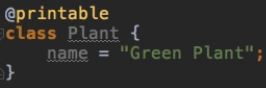 @printable
class Plant {
    name = "Green Plant";
}